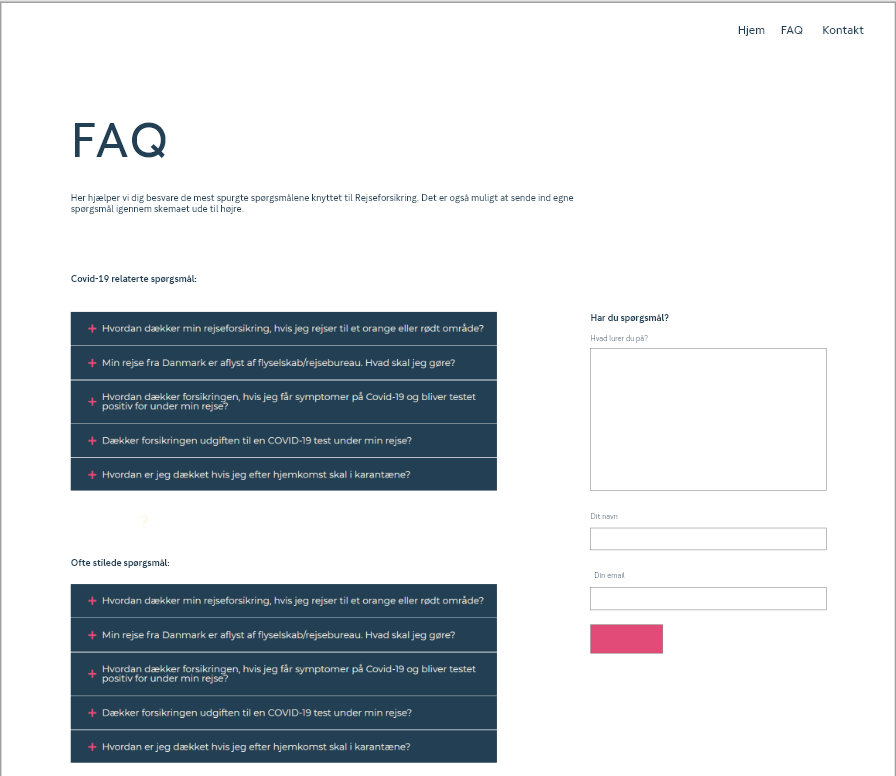 Hjem FAQ Kontakt
FAQ
Her hjælper vi dig besvare de mest spurgte spørgsmålene knyttet til Rejseforsikring. Det er også muligt at sende ind egne
spørgsmål igennem skemaet ude til højre.
Covid-19 relaterte spørgsmål:
+ Hvordan dækker min rejseforsikring, hvis jeg rejser til et orange eller rødt område?
+ Min rejse fra Danmark er aflyst af flyselskab/rejsebureau. Hvad skal jeg gøre?
+ Hvordan dækker forsikringen, hvis jeg får symptomer på Covid-19 og bliver testet
positiv for under min rejse?
+ Dækker forsikringen udgiften til en COVID-19 test under min rejse?
+ Hvordan er jeg dækket hvis jeg efter hjemkomst skal i karantæne?
?
Ofte stilede spørgsmål:
+ Hvordan dækker min rejseforsikring, hvis jeg rejser til et orange eller rødt område?
+ Min rejse fra Danmark er aflyst af flyselskab/rejsebureau. Hvad skal jeg gøre?
+ Hvordan dækker forsikringen, hvis jeg får symptomer på Covid-19 og bliver testet
positiv for under min rejse?
+ Dækker forsikringen udgiften til en COVID-19 test under min rejse?
+ Hvordan er jeg dækket hvis jeg efter hjemkomst skal i karantæne?
Har du spørgsmål?
Hvad lurer du på?
Dit navn
Din email